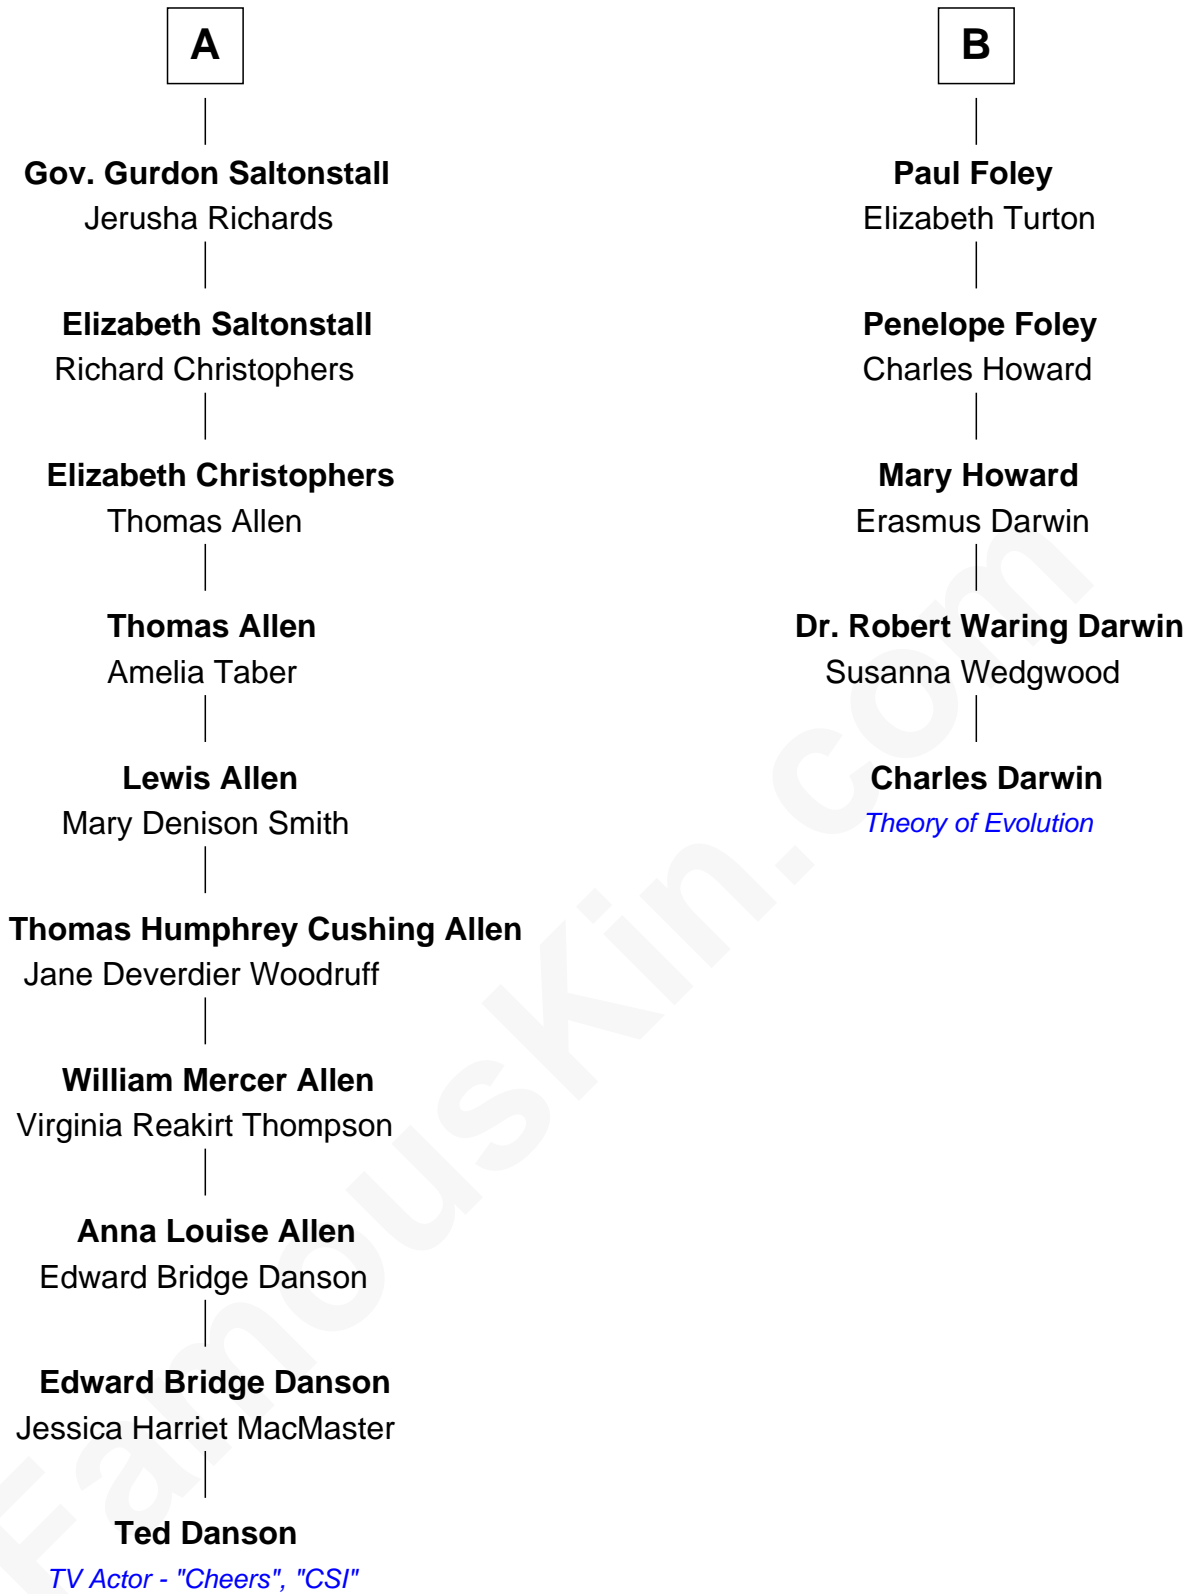 A
Gov. Gurdon Saltonstall
Jerusha Richards
Elizabeth Saltonstall
Richard Christophers
Elizabeth Christophers
Thomas Allen
Thomas Allen
Amelia Taber
Lewis Allen
Mary Denison Smith
Thomas Humphrey Cushing Allen
Jane Deverdier Woodruff
William Mercer Allen
Virginia Reakirt Thompson
Anna Louise Allen
Edward Bridge Danson
Edward Bridge Danson
Jessica Harriet MacMaster
Ted Danson
TV Actor - "Cheers", "CSI"
B
Paul Foley
Elizabeth Turton
Penelope Foley
Charles Howard
Mary Howard
Erasmus Darwin
Dr. Robert Waring Darwin
Susanna Wedgwood
Charles Darwin
Theory of Evolution
FamousKin.com